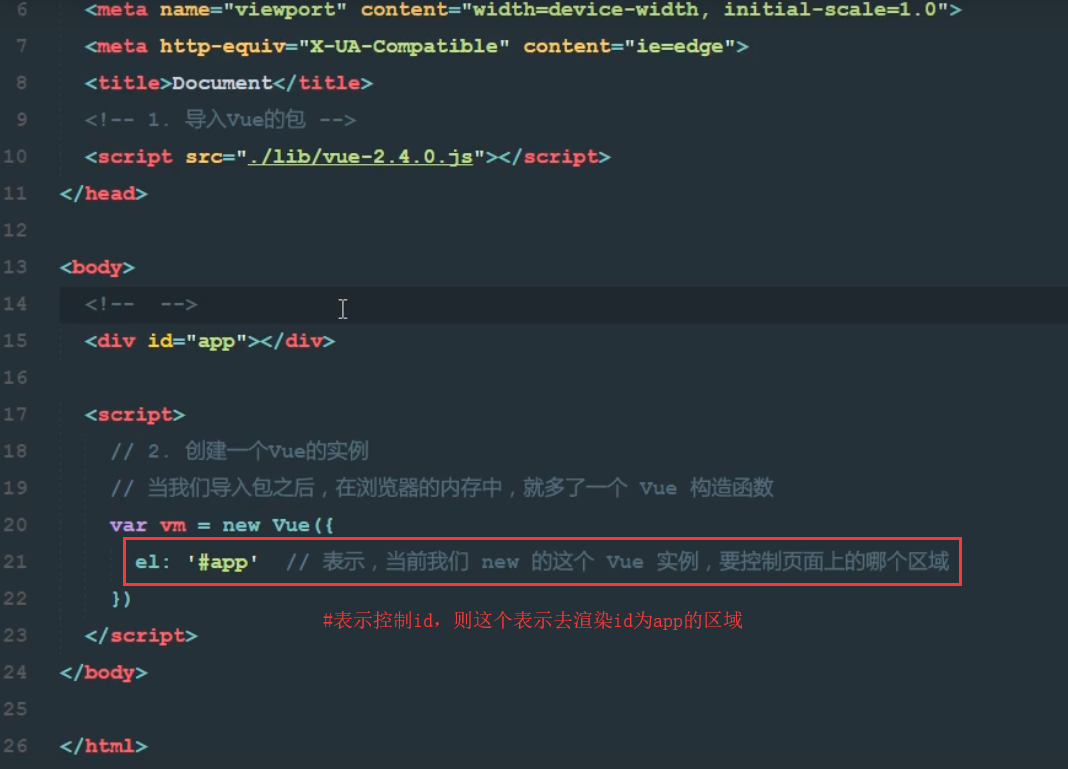 6 <meta name="viewport" content="width=device-width, initial-scale=1.0">
7 <meta http-equiv="X-UA-Compatible" content="ie=edge">
8 <title>Document</title>
9 <!-- 1. 导入Vue的包 -->
10 <script src="./lib/vue-2.4.0.js"></script>
11 </head>
12
13 <body>
14 <!--  -->
15 <div id="app"></div>
16
17 <script>
18 // 2. 创建一个Vue的实例
19 // 当我们导入包之后，在浏览器的内存中，就多了一个 Vue 构造函数
20 var vm = new Vue({
21 el: '#app'  // 表示，当前我们 new 的这个 Vue 实例，要控制页面上的哪个区域
22 })
#表示控制id，则这个表示去渲染id为app的区域
23 </script>
24 </body>
25
26 </html>